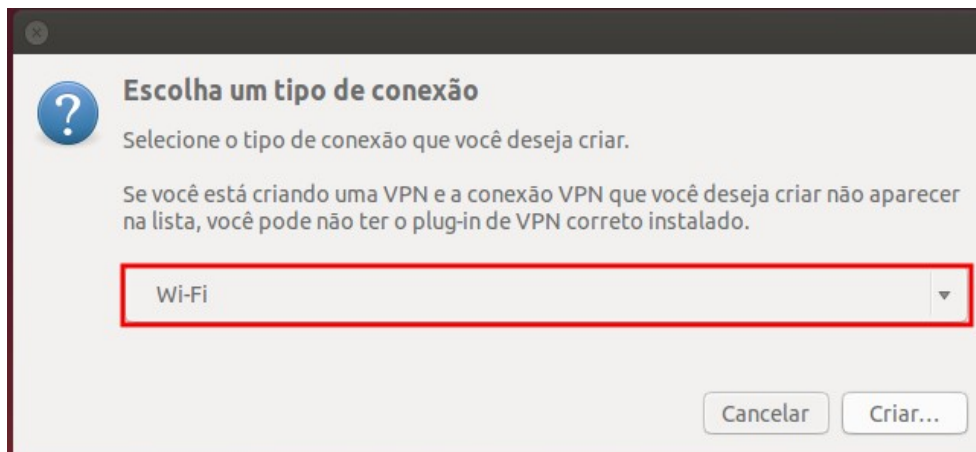 Escolha um tipo de conexão
Selecione o tipo de conexão que você deseja criar.
Se você está criando uma VPN e a conexão VPN que você deseja criar não aparecer
na lista, você pode não ter o plug-in de VPN correto instalado.
Wi-Fi
Cancelar
Criar...